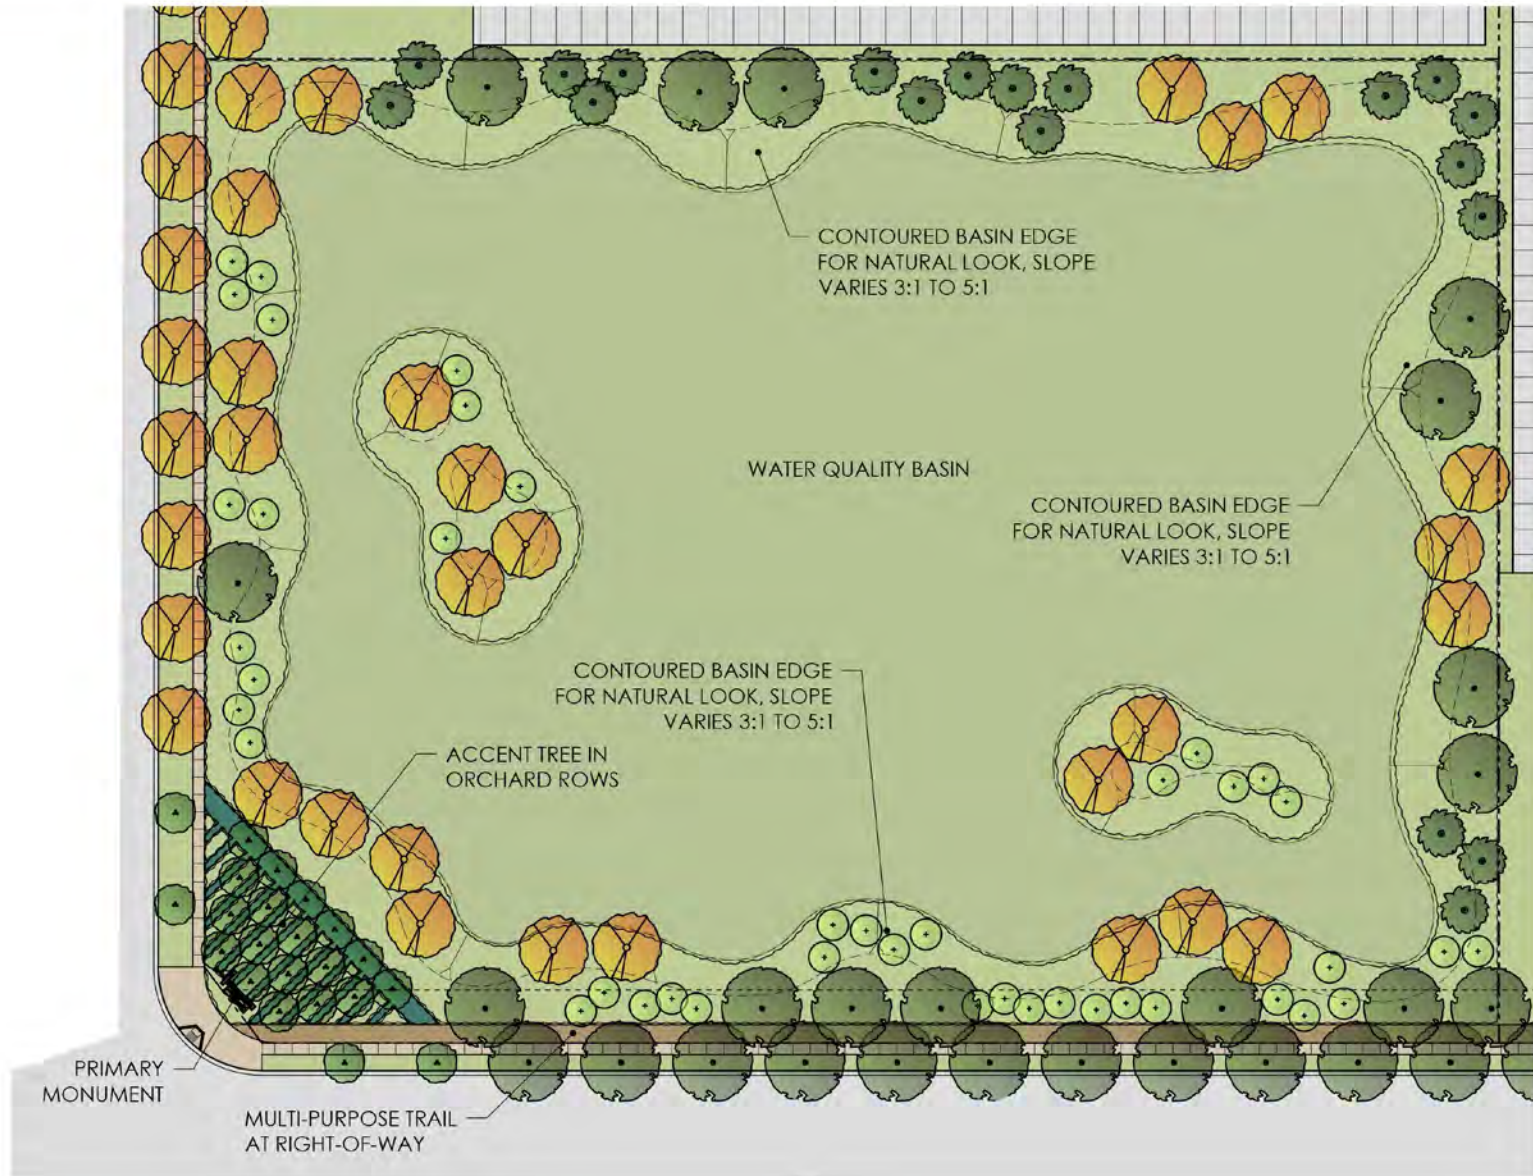 CONTOURED BASIN EDGE
FOR NATURAL LOOK, SLOPE
VARIES 3:1 TO 5:1
WATER QUALITY BASIN
CONTOURED BASIN EDGE
FOR NATURAL LOOK, SLOPE
VARIES 3:1 TO 5:1
CONTOURED BASIN EDGE
FOR NATURAL LOOK, SLOPE
VARIES 3:1 TO 5:1
ACCENT TREE IN
ORCHARD ROWS
PRIMARY
MONUMENT
MULTI-PURPOSE TRAIL
AT RIGHT-OF-WAY